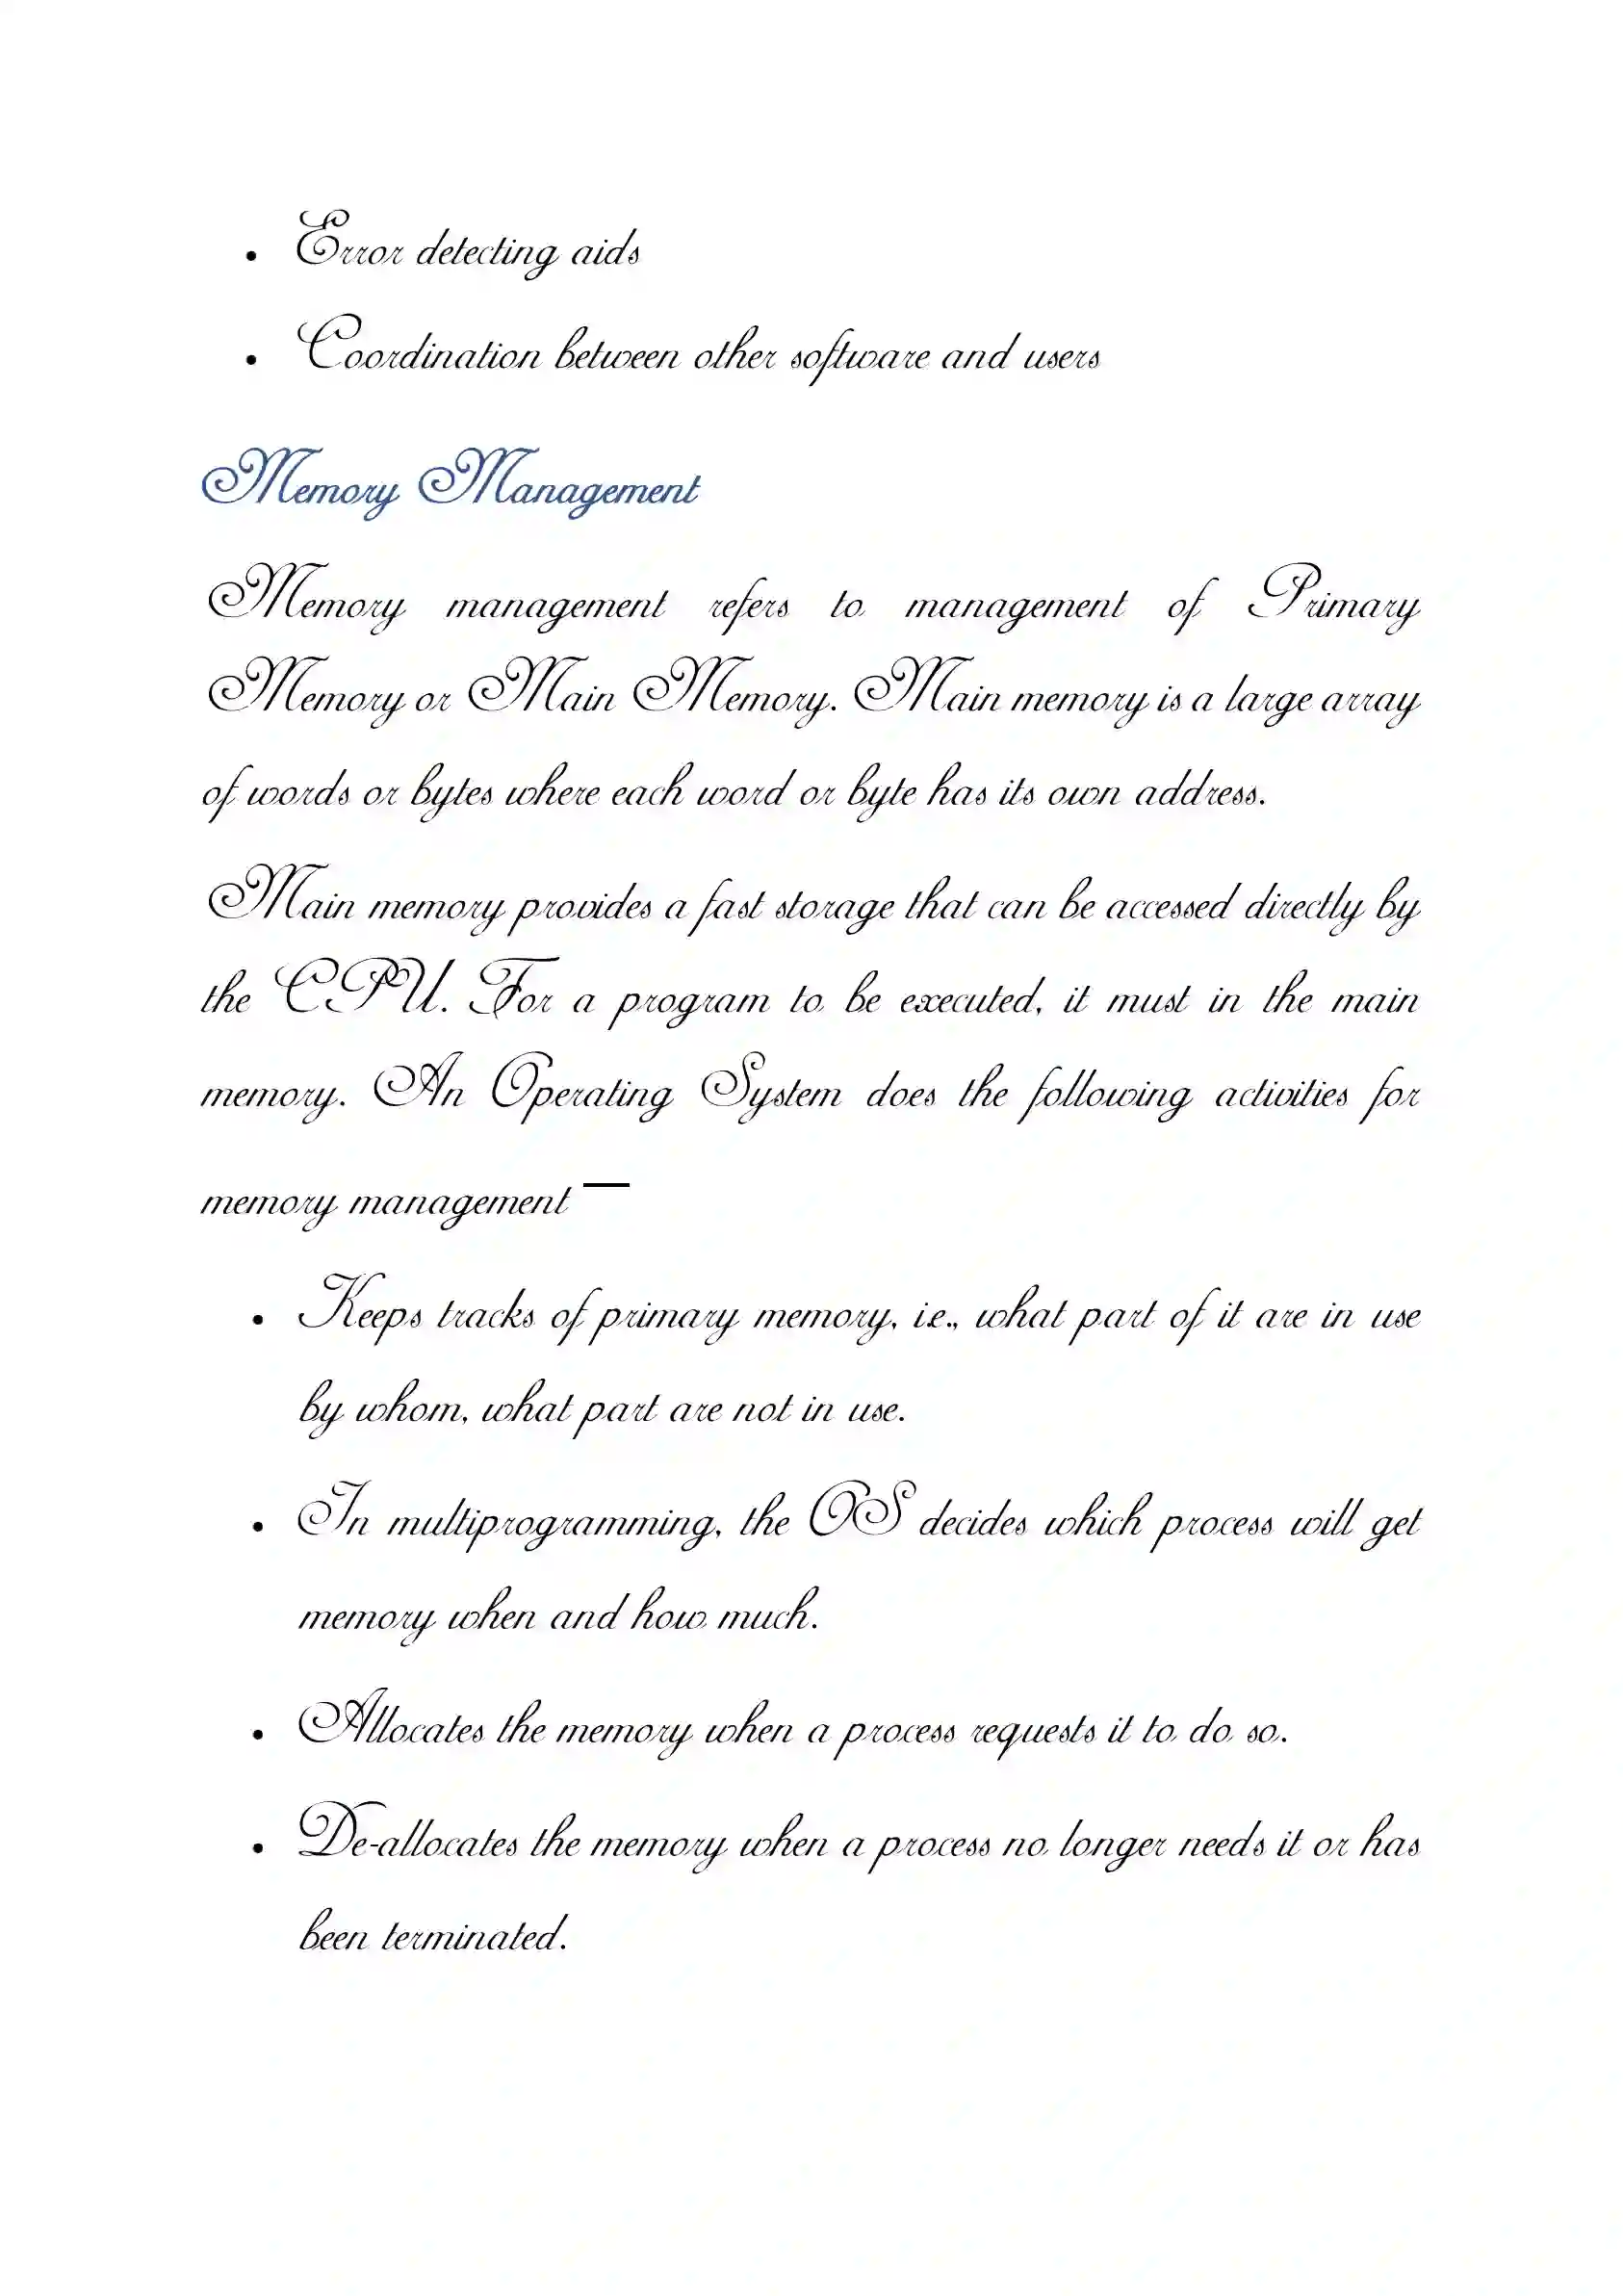 • Error detecting aids
• Coordination between other software and users
Memory Management
Memory management refers to management of Primary
Memory or Main Memory. Main memory is a large array
of words or bytes where each word or byte has its own address.
Main memory provides a fast storage that can be accessed directly by
the CPU. For a program to be executed, it must in the main
memory. An Operating System does the following activities for
memory management —
• Keeps tracks of primary memory, i.e., what part of it are in use
by whom, what part are not in use.
• In multiprogramming, the OS decides which process will get
memory when and how much.
• Allocates the memory when a process requests it to do so.
• De-allocates the memory when a process no longer needs it or has
been terminated.